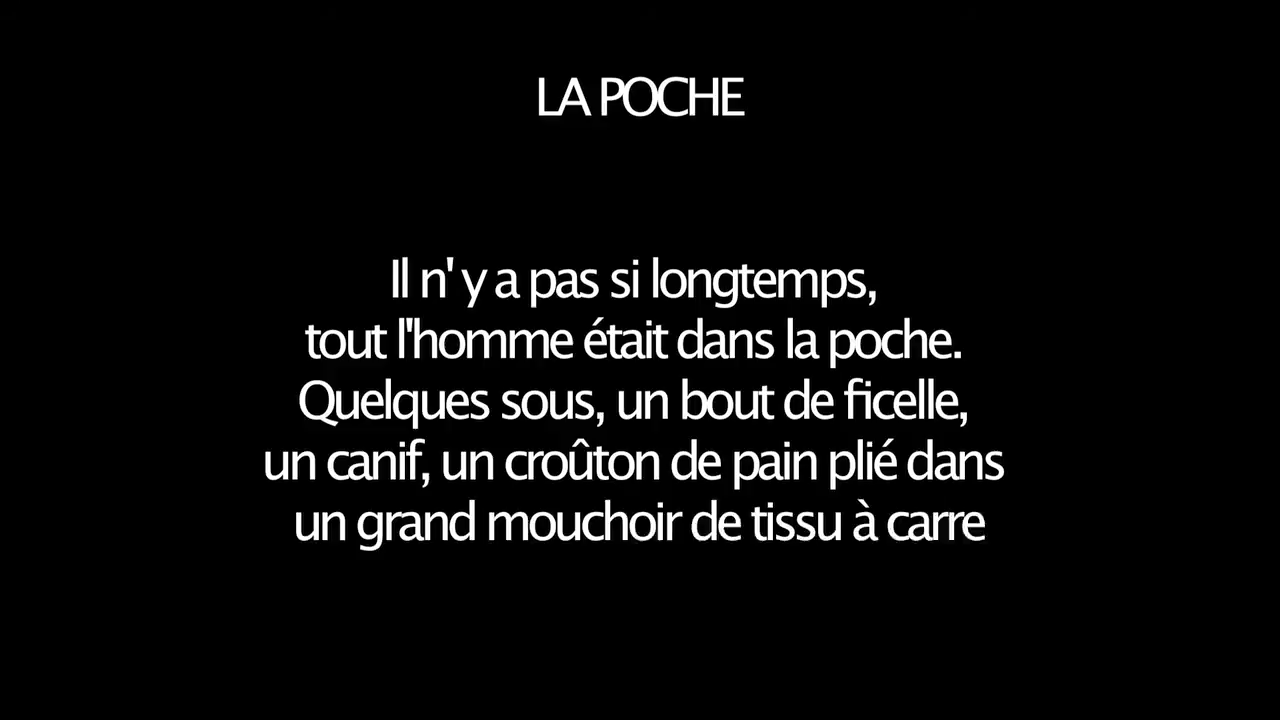 LA POCHE
Il n' y a pas si longtemps,
tout l'homme était dans la poche.
Quelques sous, un bout de ficelle,
un canif, un croûton de pain plié dans
un grand mouchoir de tissu à carre